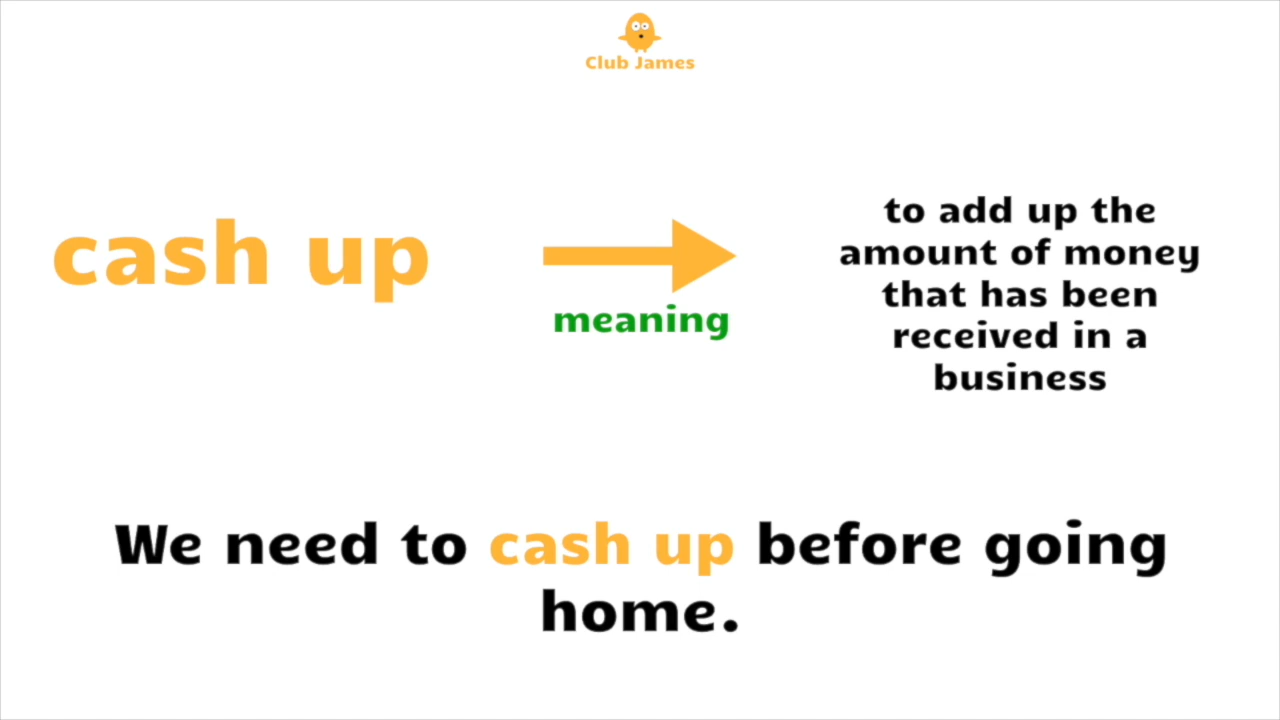 Club James
cash up
meaning
to add up the
amount of money
that has been
received in a
business
We need to cash up before going
home.